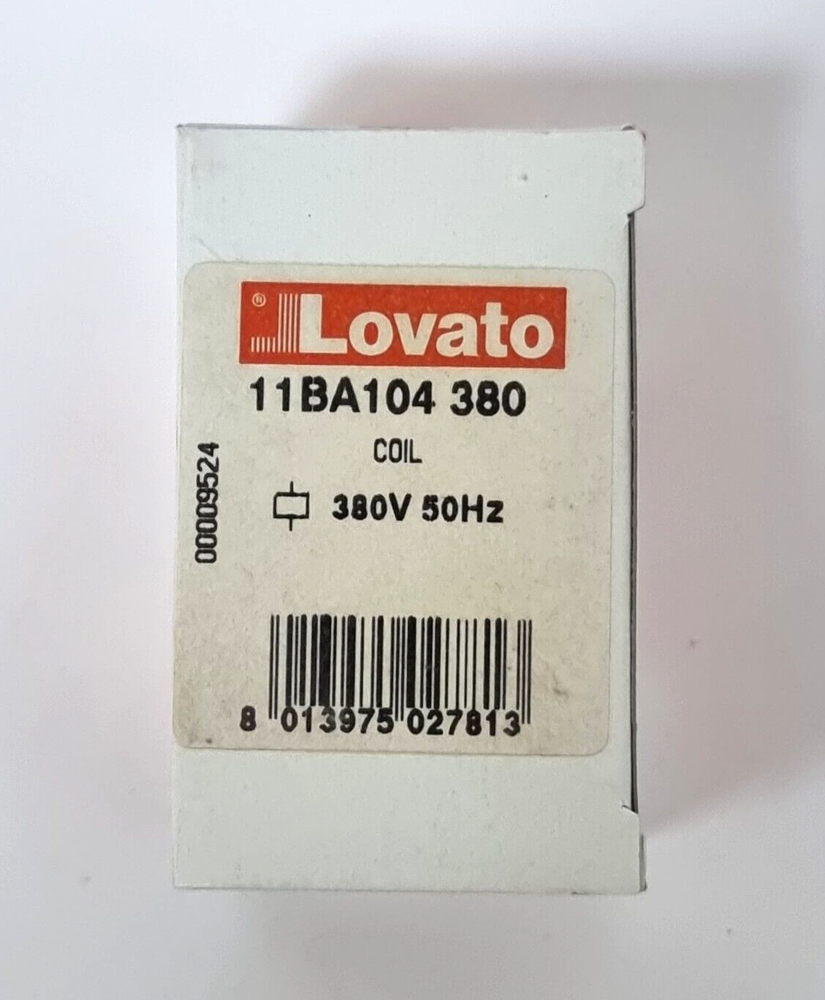 ® Lovato
11BA104 380
COIL
380V 50Hz
00009524
8 013975 027813